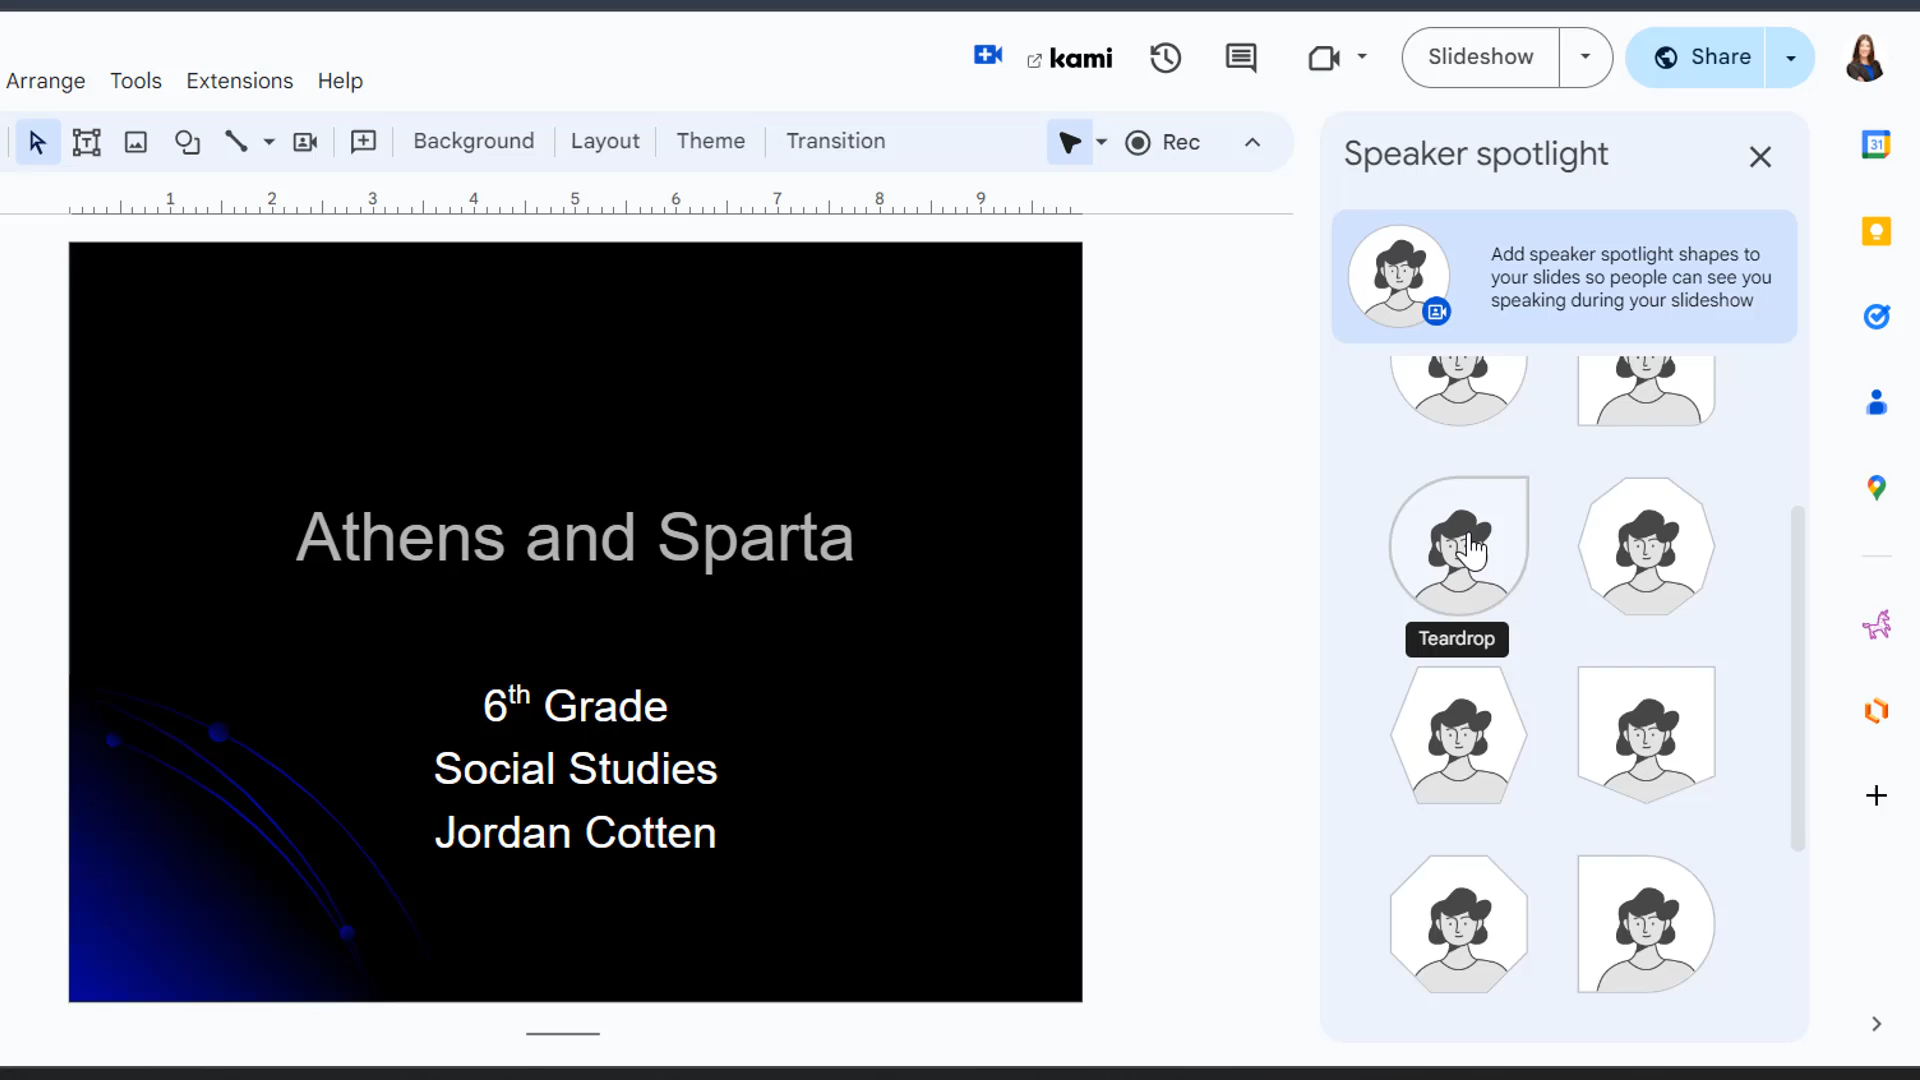 kami
Slideshow
Share
Arrange Tools Extensions Help
Background Layout Theme Transition
Rec
1 2 3 4 5 6 7 8 9
Athens and Sparta
6th Grade
Social Studies
Jordan Cotten
Speaker spotlight
Add speaker spotlight shapes to
your slides so people can see you
speaking during your slideshow
Teardrop
31